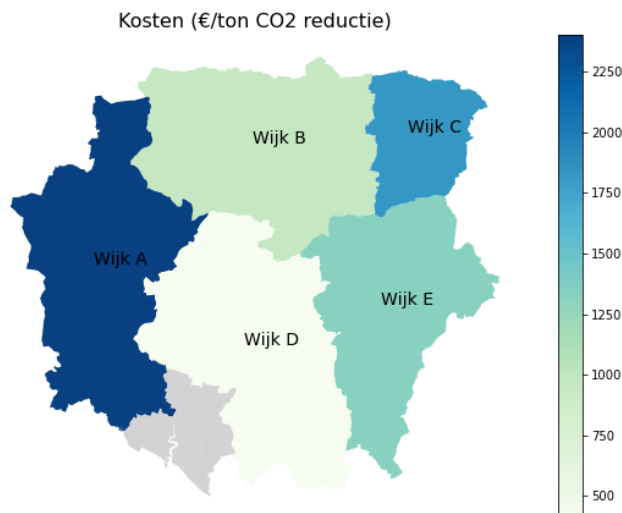 Kosten (€/ton CO2 reductie)
Wijk B
Wijk C
Wijk A
Wijk E
Wijk D
2250
2000
1750
1500
1250
1000
750
500